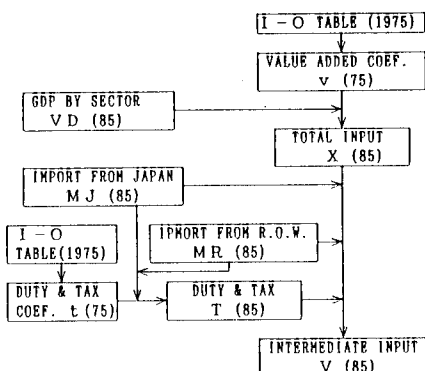 I-O TABLE (1975)
VALUE ADDED COEF.
v (75)
GDP BY SECTOR
VD (85)
TOTAL INPUT
X (85)
IMPORT FROM JAPAN
MJ (85)
I-O
TABLE(1975)
IPMORT FROM R.O.W.
MR (85)
DUTY & TAX
COEF. t (75)
DUTY & TAX
T (85)
INTERMEDIATE INPUT
V (85)